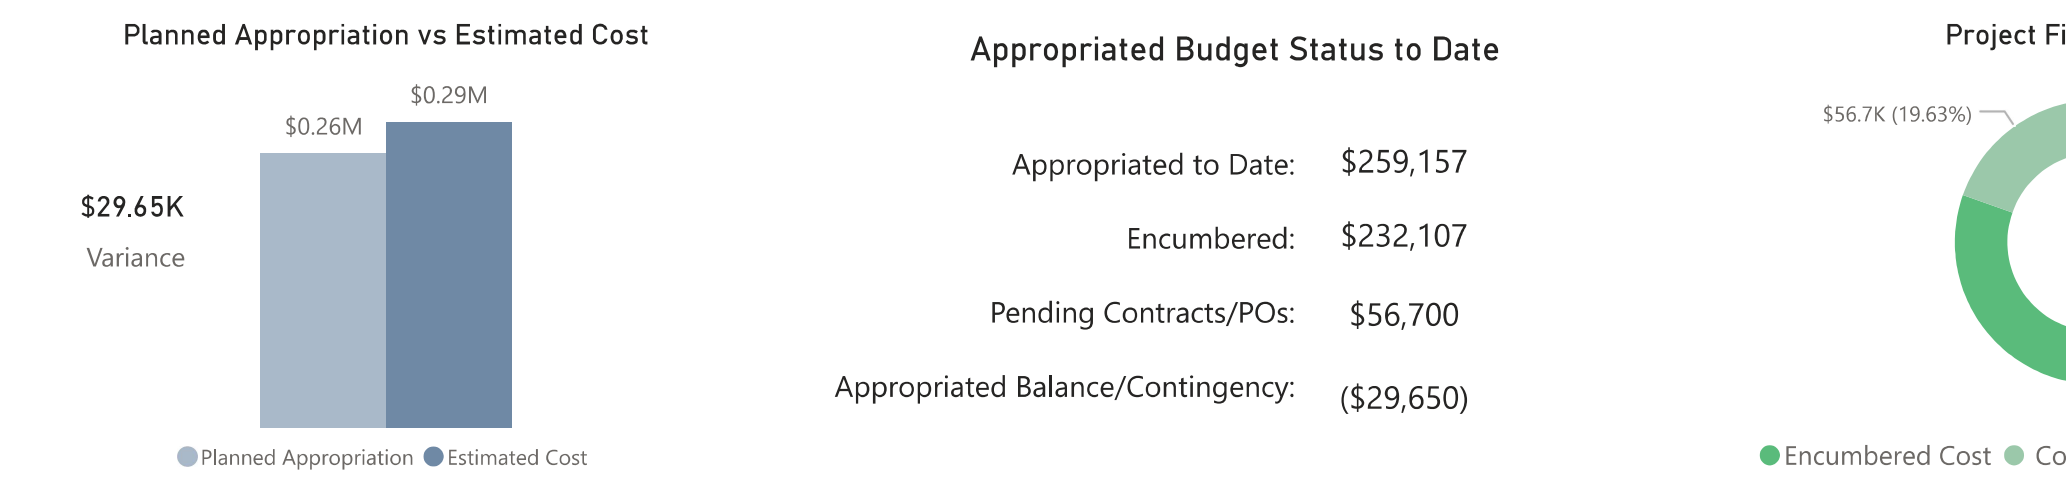 Planned Appropriation vs Estimated Cost
$0.29M
$0.26M
$29.65K
Variance
Planned Appropriation Estimated Cost
Appropriated Budget Status to Date
Appropriated to Date: $259,157
Encumbered: $232,107
Pending Contracts/POs: $56,700
Appropriated Balance/Contingency: ($29,650)
Project
$56.7K (19.63%)
Encumbered Cost